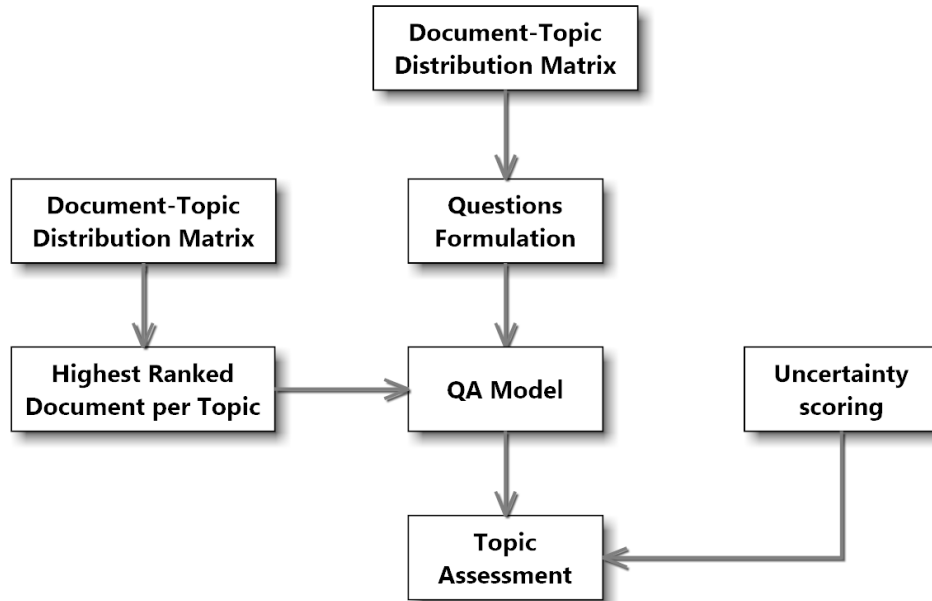 Document-Topic
Distribution Matrix
Document-Topic
Distribution Matrix
Questions
Formulation
Highest Ranked
Document per Topic
QA Model
Uncertainty
scoring
Topic
Assessment